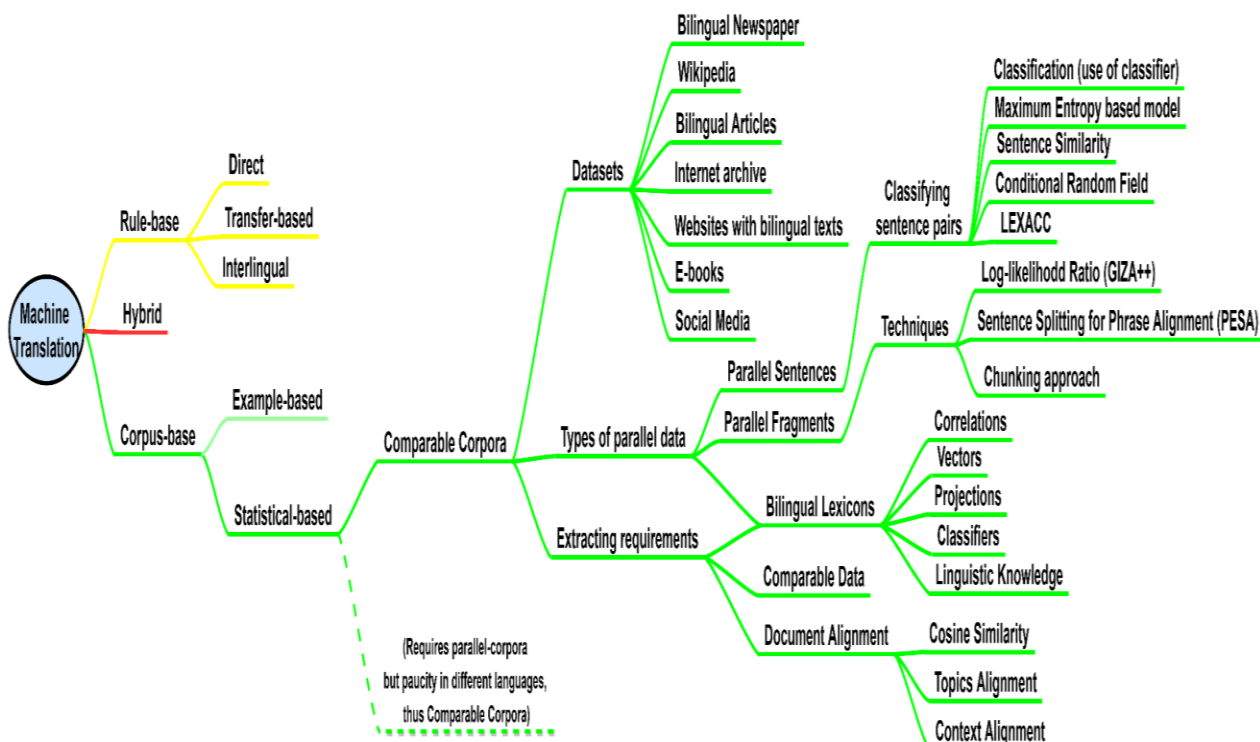 Machine
Translation
Rule-base
Direct
Transfer-based
Interlingual
Hybrid
Corpus-base
Example-based
Statistical-based
Comparable Corpora
(Requires parallel-corpora
but paucity in different languages,
thus Comparable Corpora)
Datasets
Bilingual Newspaper
Wikipedia
Bilingual Articles
Internet archive
Websites with bilingual texts
E-books
Social Media
Types of parallel data
Parallel Sentences
Classifying
sentence pairs
Classification (use of classifier)
Maximum Entropy based model
Sentence Similarity
Conditional Random Field
LEXACC
Parallel Fragments
Techniques
Log-likelihodd Ratio (GIZA++)
Sentence Splitting for Phrase Alignment (PESA)
Chunking approach
Extracting requirements
Bilingual Lexicons
Correlations
Vectors
Projections
Classifiers
Linguistic Knowledge
Comparable Data
Document Alignment
Cosine Similarity
Topics Alignment
Context Alignment